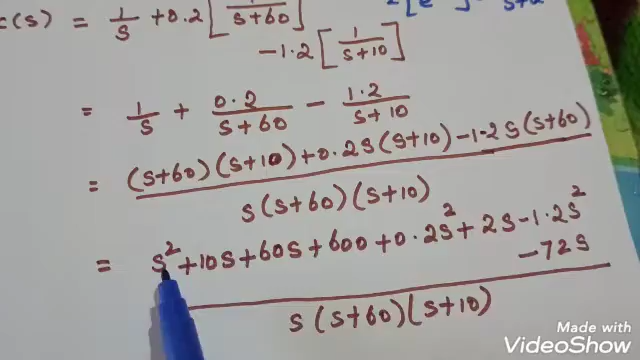 C(s) = 1/s + 0.2 [ 1/(s+60) ]
- 1.2 [ 1/(s+10) ]
= 1/s + 0.2/(s+60) - 1.2/(s+10)
= (s+60)(s+10)+0.2s(s+10)-1.2s(s+60)
s(s+60)(s+10)
= s²+10s+60s+600+0.2s²+2s-1.2s²
-72s
s(s+60)(s+10)
Made with
VideoShow